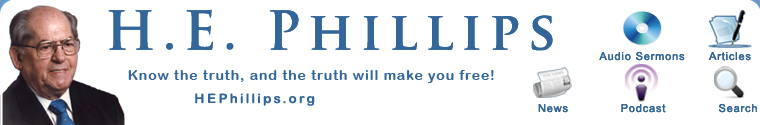 H.E. PHILLIPS
Know the truth, and the truth will make you free!
HEPhillips.org
Audio Sermons
Articles
News
Podcast
Search